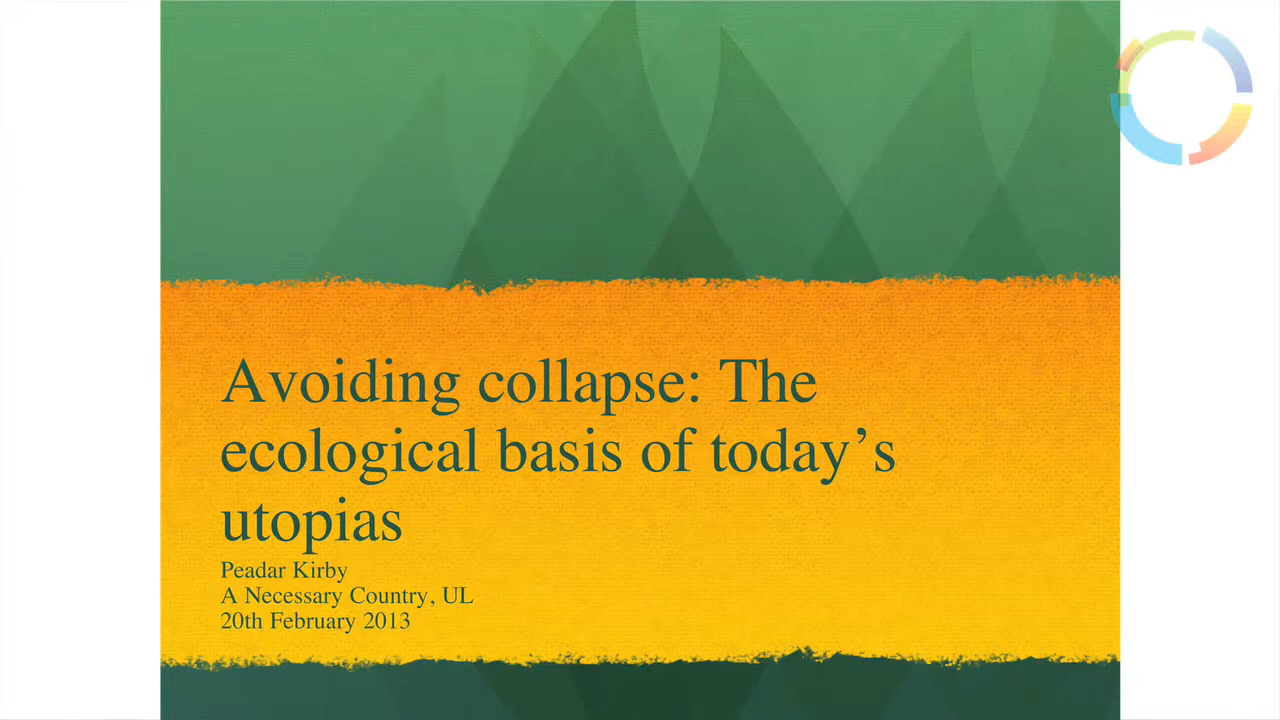 Avoiding collapse: The
ecological basis of today’s
utopias
Peadar Kirby
A Necessary Country, UL
20th February 2013